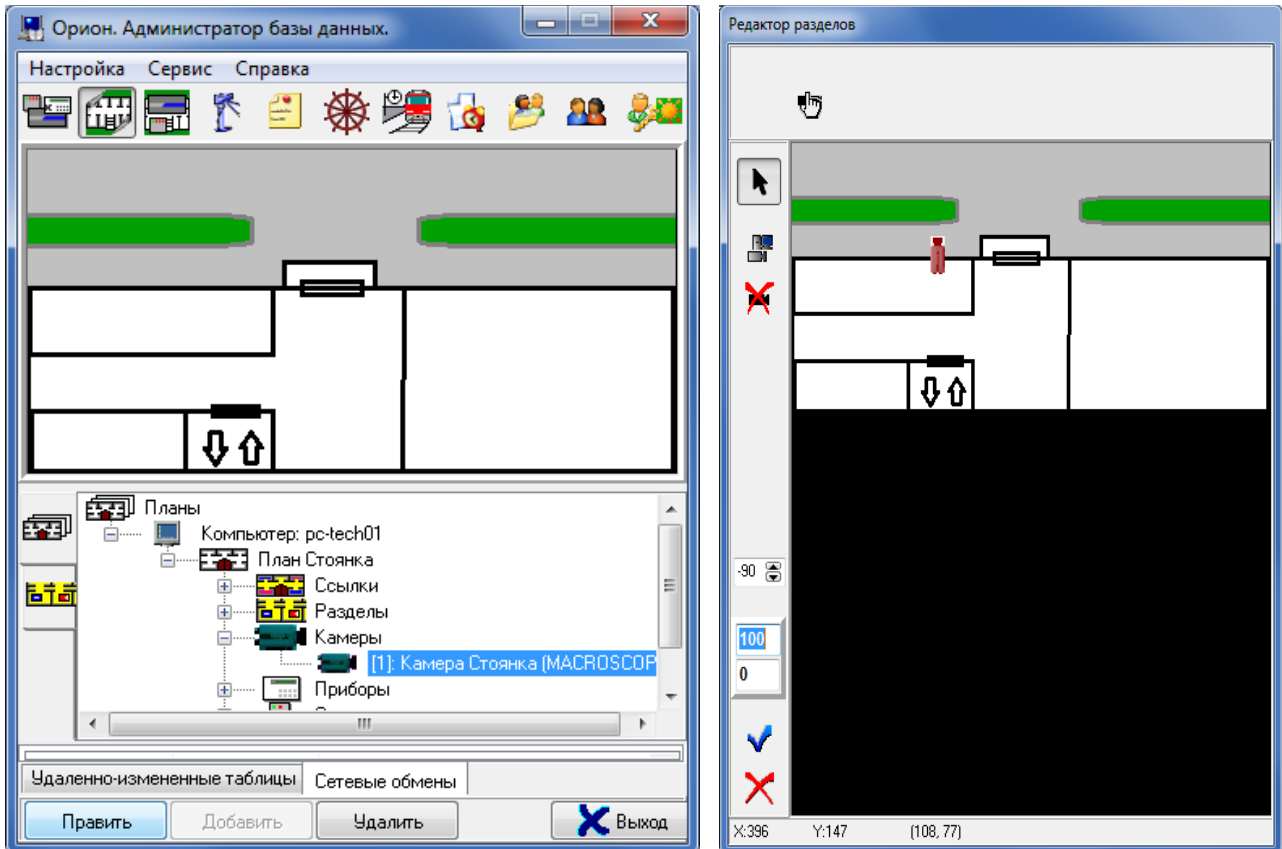 Орион. Администратор базы данных.
Настройка Сервис Справка
Планы
Компьютер: pc-tech01
План Стоянка
Ссылки
Разделы
Камеры
[1]: Камера Стоянка (MACROSCOP
Приборы
Удаленно-измененные таблицы Сетевые обмены
Править Добавить Удалить Выход
Редактор разделов
-90
100
0
X:396 Y:147 (108, 77)